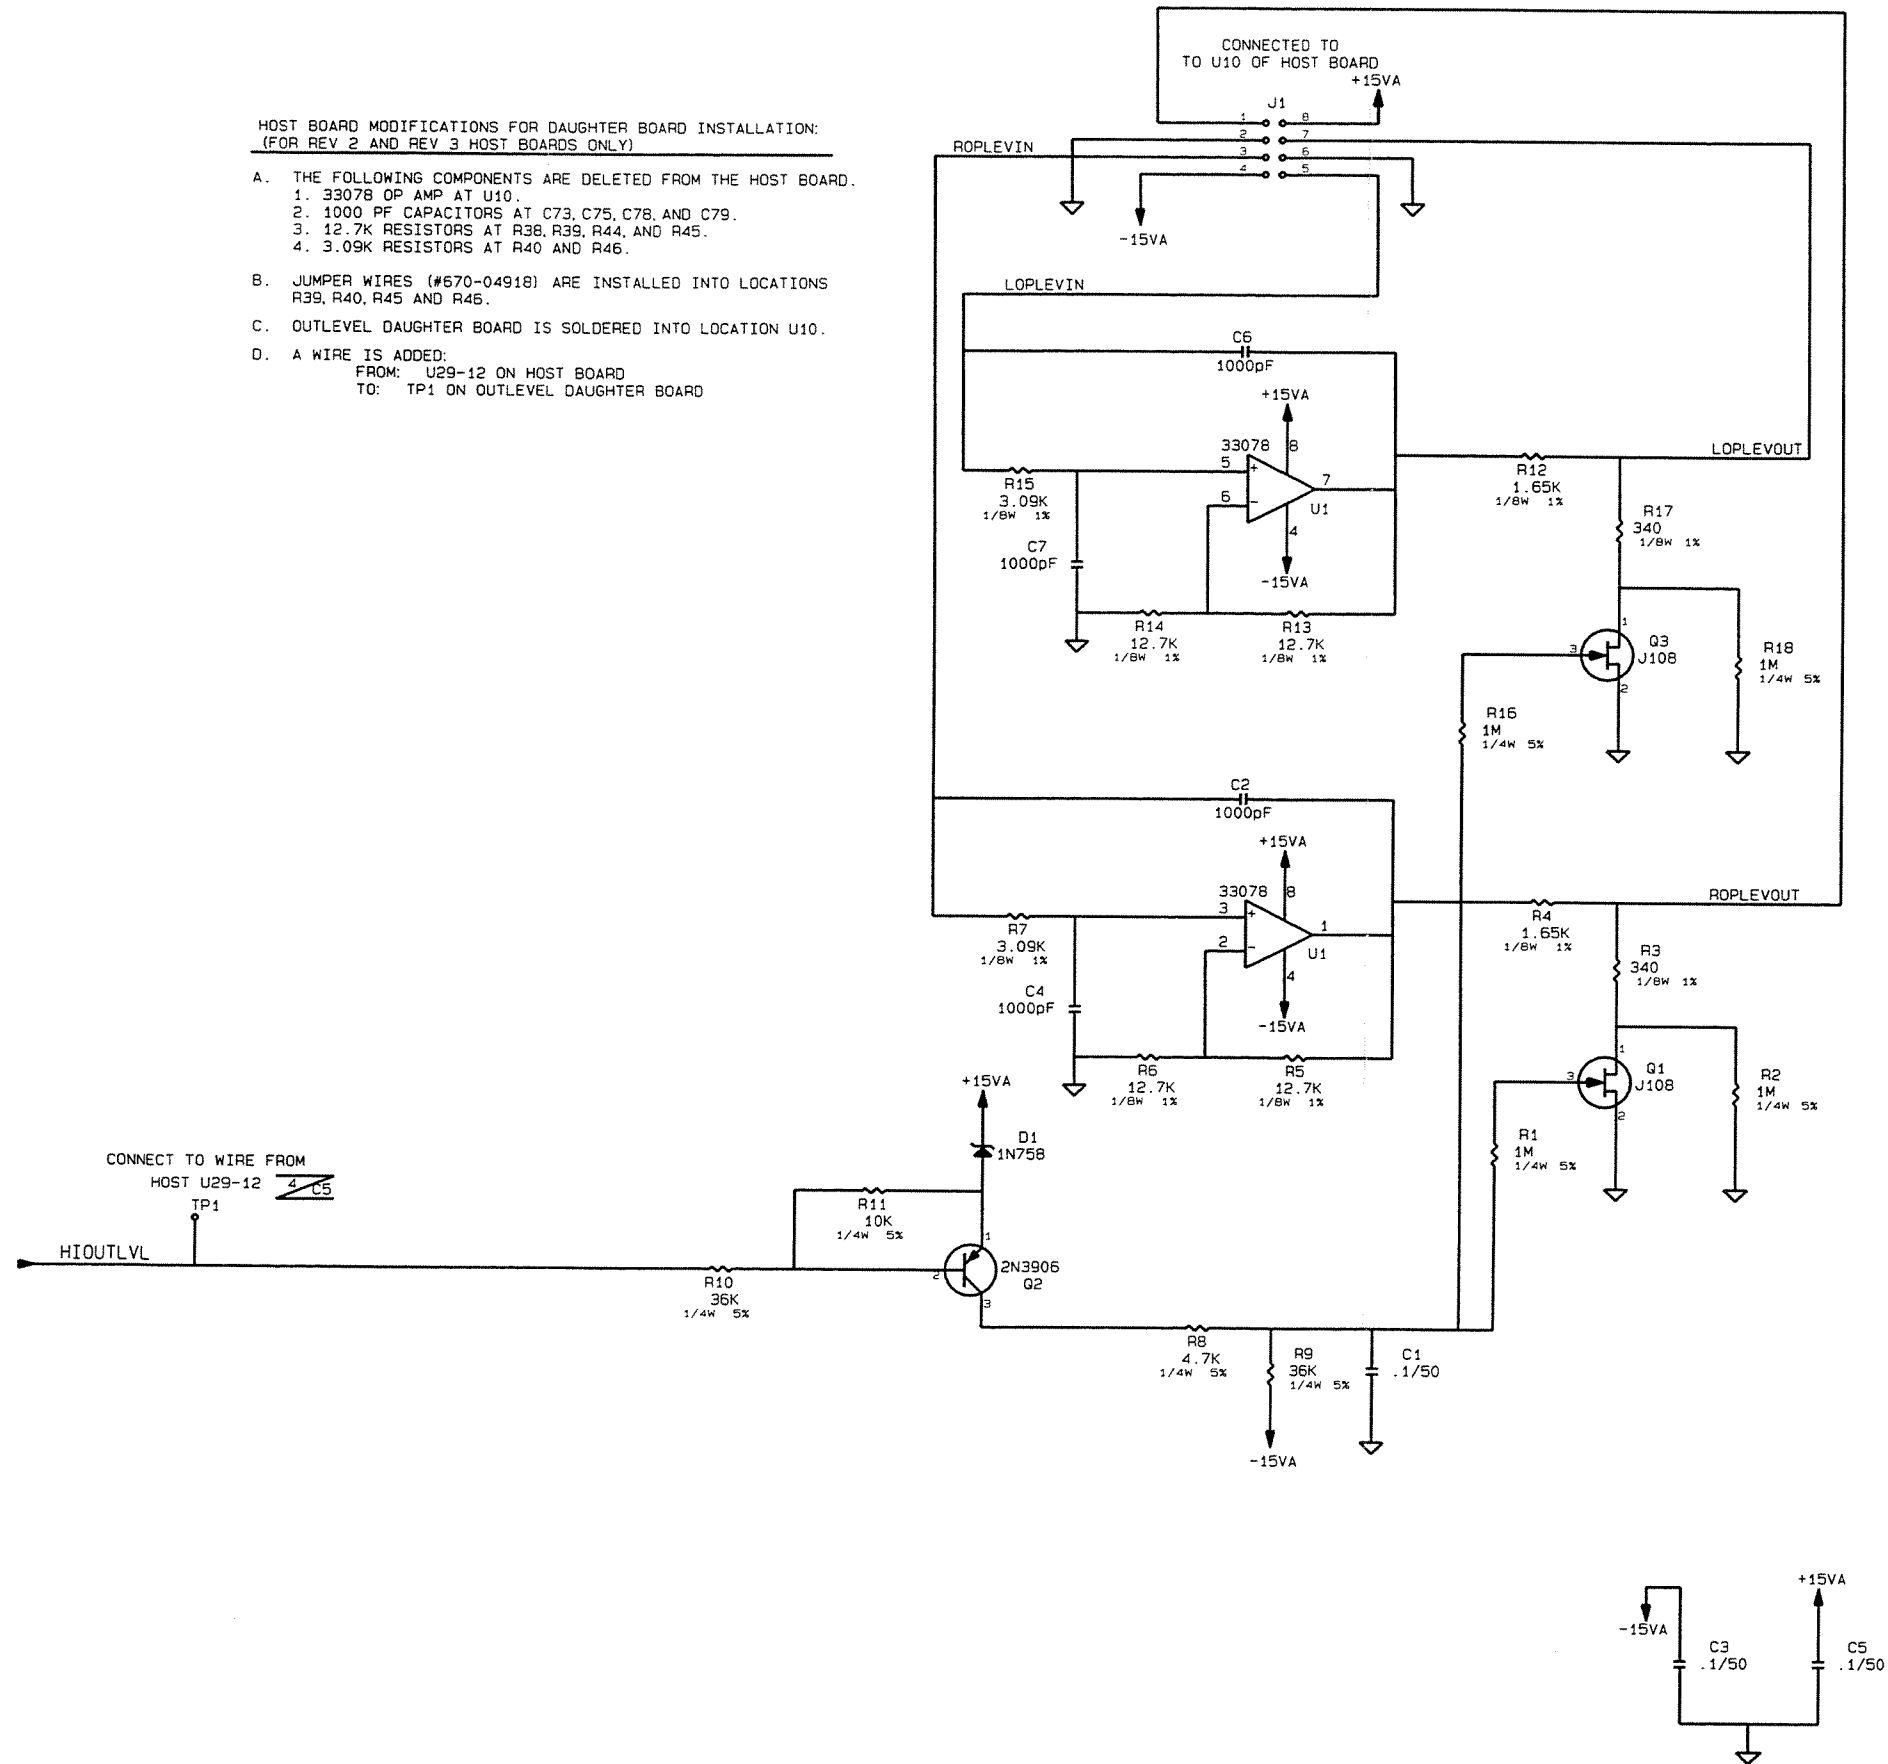 CONNECTED TO
TO U10 OF HOST BOARD
+15VA
J1
1 8
2 7
3 6
4 5
HOST BOARD MODIFICATIONS FOR DAUGHTER BOARD INSTALLATION:
(FOR REV 2 AND REV 3 HOST BOARDS ONLY)
A. THE FOLLOWING COMPONENTS ARE DELETED FROM THE HOST BOARD.
1. 33078 OP AMP AT U10.
2. 1000 PF CAPACITORS AT C73, C75, C78, AND C79.
3. 12.7K RESISTORS AT R38, R39, R44, AND R45.
4. 3.09K RESISTORS AT R40 AND R46.
B. JUMPER WIRES (#670-04918) ARE INSTALLED INTO LOCATIONS
R39, R40, R45 AND R46.
C. OUTLEVEL DAUGHTER BOARD IS SOLDERED INTO LOCATION U10.
D. A WIRE IS ADDED:
FROM: U29-12 ON HOST BOARD
TO: TP1 ON OUTLEVEL DAUGHTER BOARD
ROPLEVIN
-15VA
LOPLEVIN
C6
1000pF
+15VA
33078
8
5
+
6
-
7
U1
4
-15VA
R15
3.09K
1/8W 1%
C7
1000pF
R14
12.7K
1/8W 1%
R13
12.7K
1/8W 1%
LOPLEVOUT
R12
1.65K
1/8W 1%
R17
340
1/8W 1%
1
3
2
Q3
J108
R18
1M
1/4W 5%
R16
1M
1/4W 5%
C2
1000pF
+15VA
33078
8
3
+
2
-
1
U1
4
-15VA
R7
3.09K
1/8W 1%
C4
1000pF
R6
12.7K
1/8W 1%
R5
12.7K
1/8W 1%
ROPLEVOUT
R4
1.65K
1/8W 1%
R3
340
1/8W 1%
1
3
2
Q1
J108
R2
1M
1/4W 5%
R1
1M
1/4W 5%
+15VA
D1
1N758
CONNECT TO WIRE FROM
HOST U29-12 4 C5
TP1
HIOUTLVL
R11
10K
1/4W 5%
R10
36K
1/4W 5%
1
2
3
2N3906
Q2
R8
4.7K
1/4W 5%
R9
36K
1/4W 5%
-15VA
C1
.1/50
-15VA
C3
.1/50
+15VA
C5
.1/50